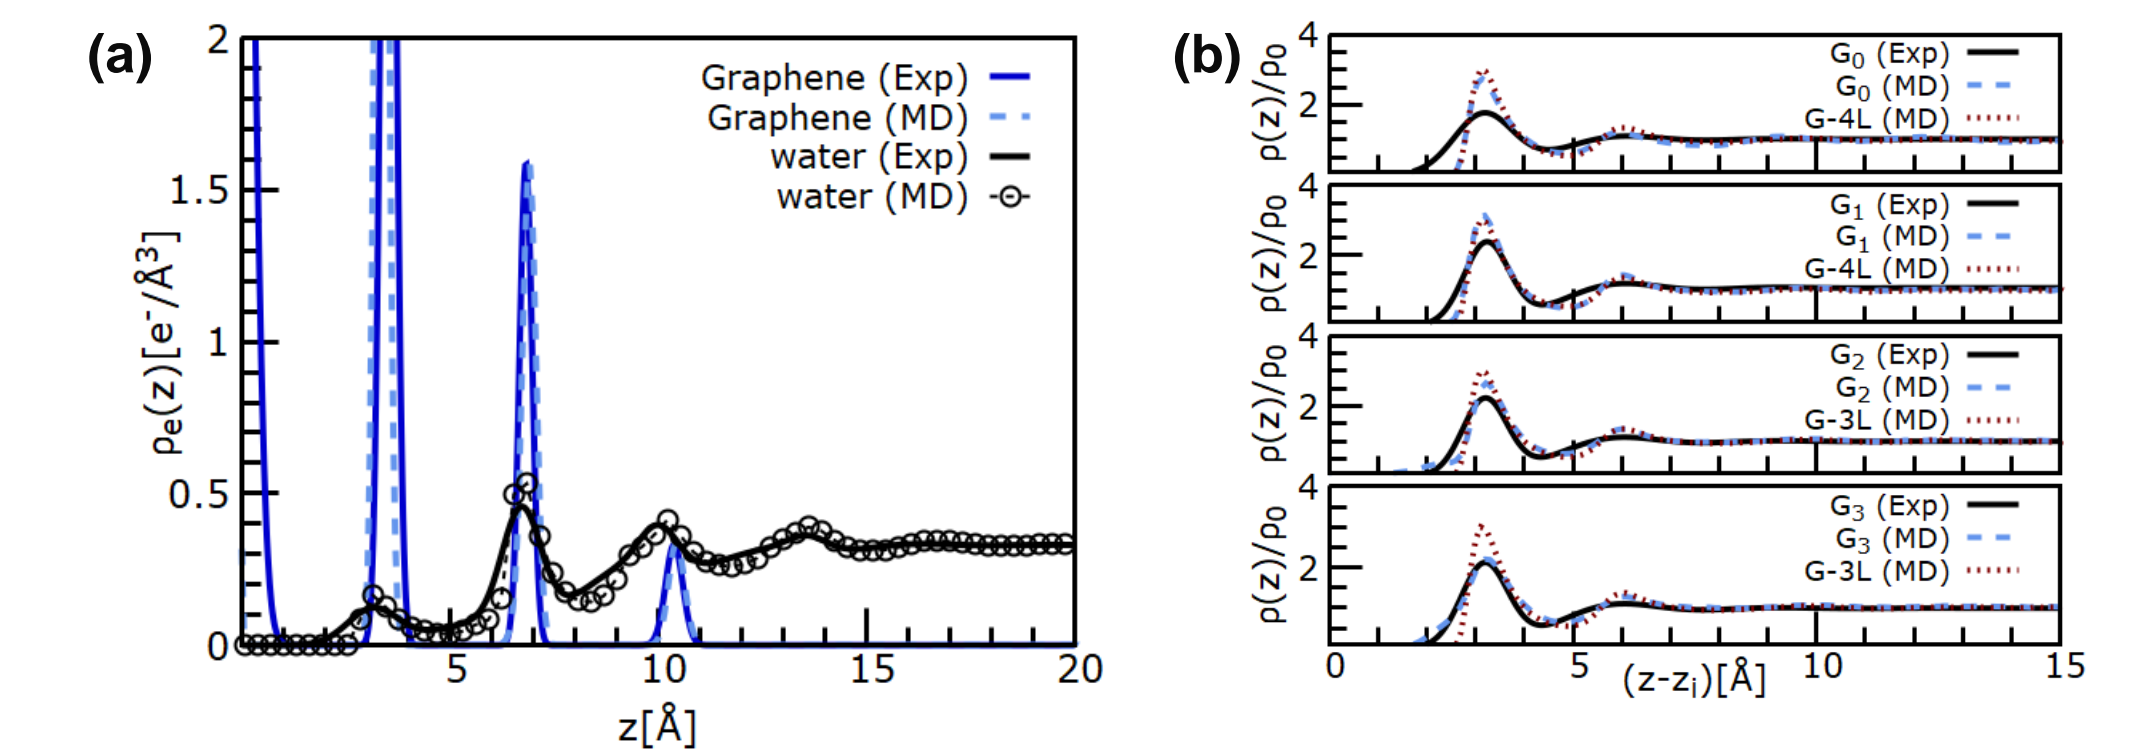 (a)
2
1.5
1
0.5
0
5
10
15
20
ρe(z)[e⁻/Å³]
z[Å]
Graphene (Exp)
Graphene (MD)
water (Exp)
water (MD)
(b)
4
2
ρ(z)/ρ₀
G₀ (Exp)
G₀ (MD)
G-4L (MD)
4
2
ρ(z)/ρ₀
G₁ (Exp)
G₁ (MD)
G-4L (MD)
4
2
ρ(z)/ρ₀
G₂ (Exp)
G₂ (MD)
G-3L (MD)
4
2
ρ(z)/ρ₀
G₃ (Exp)
G₃ (MD)
G-3L (MD)
0
5
10
15
(z-zᵢ)[Å]